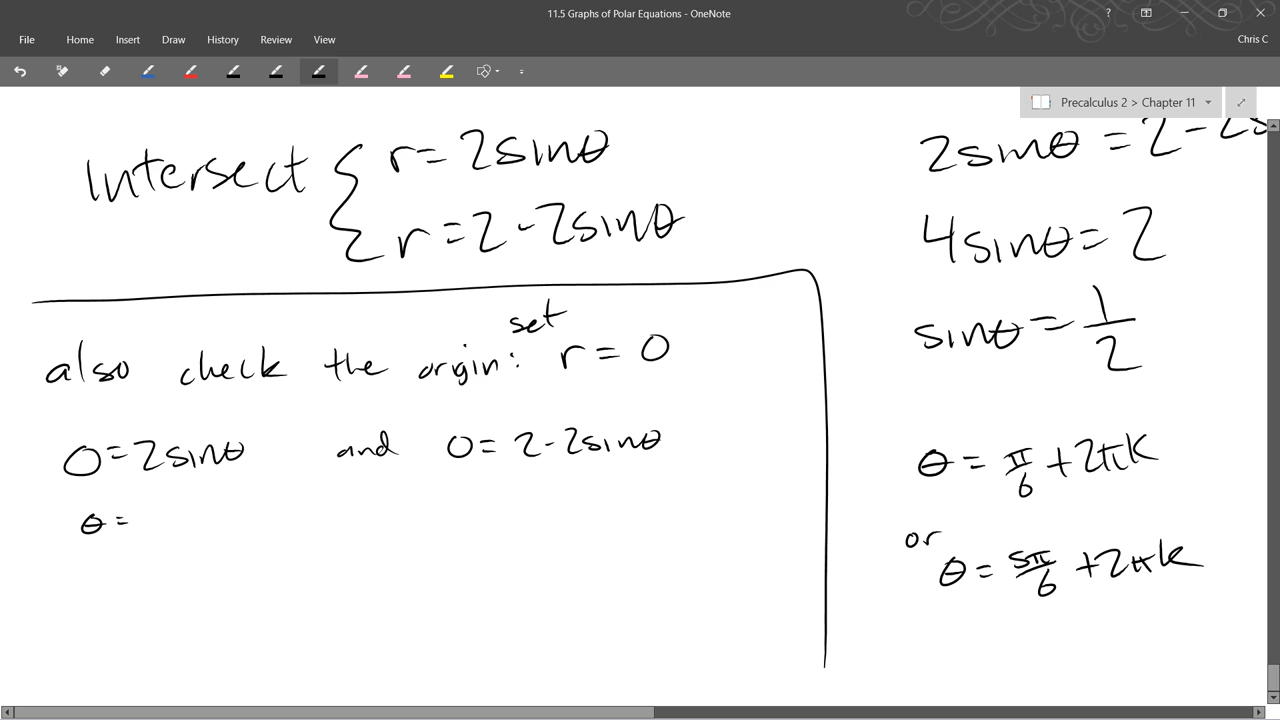 11.5 Graphs of Polar Equations - OneNote
File Home Insert Draw History Review View
Chris C
Precalculus 2 > Chapter 11
Intersect { r = 2sinθ
r = 2 - 2sinθ
also check the origin: set r = 0
0 = 2sinθ and 0 = 2 - 2sinθ
θ =
2sinθ = 2 - 2s
4sinθ = 2
sinθ = 1/2
θ = π/6 + 2πk
or
θ = 5π/6 + 2πk